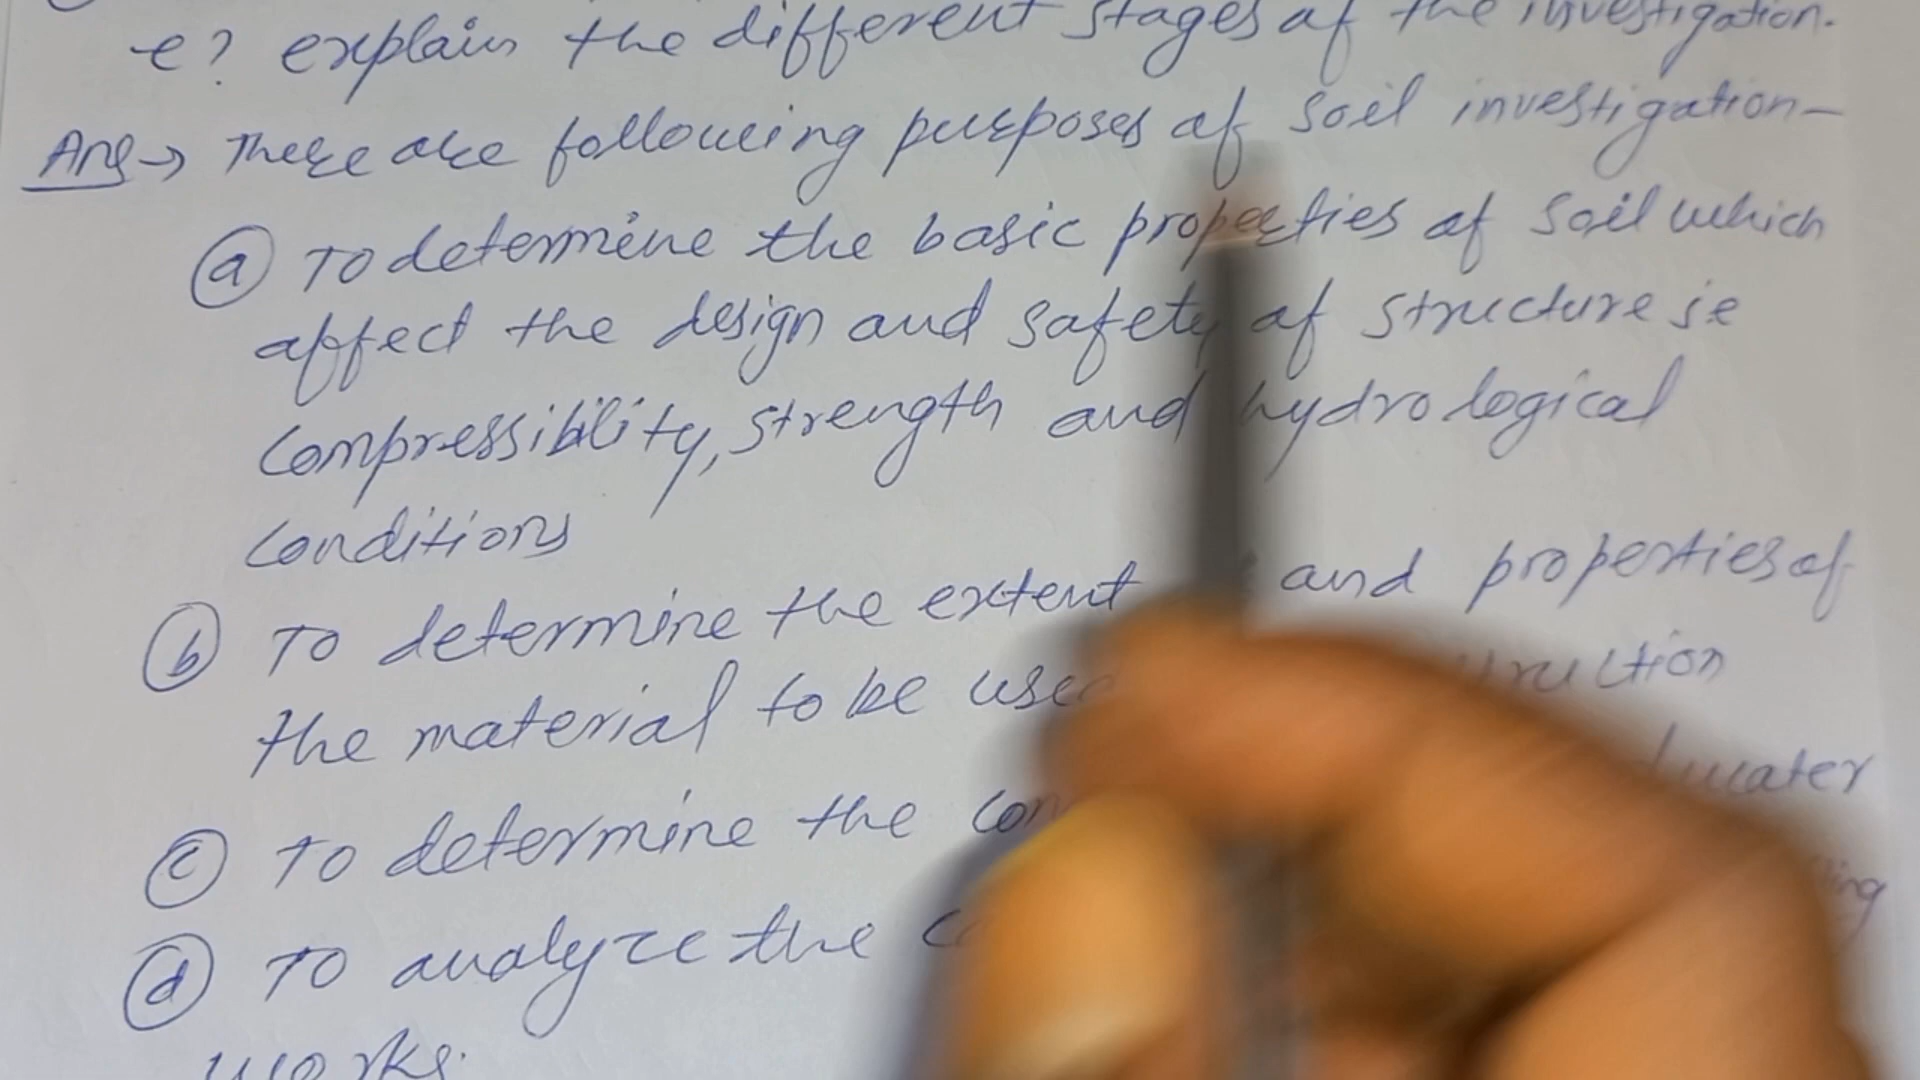 e? explain the different stages of the investigation.
Ans→ There are following purposes of soil investigation-
(a) To determine the basic properties of soil which
affect the design and safety of structure ie
compressibility, strength and hydrological
conditions
(b) To determine the extent and properties of
the material to be
(c) To determine the water
(d) To analyze the
works.